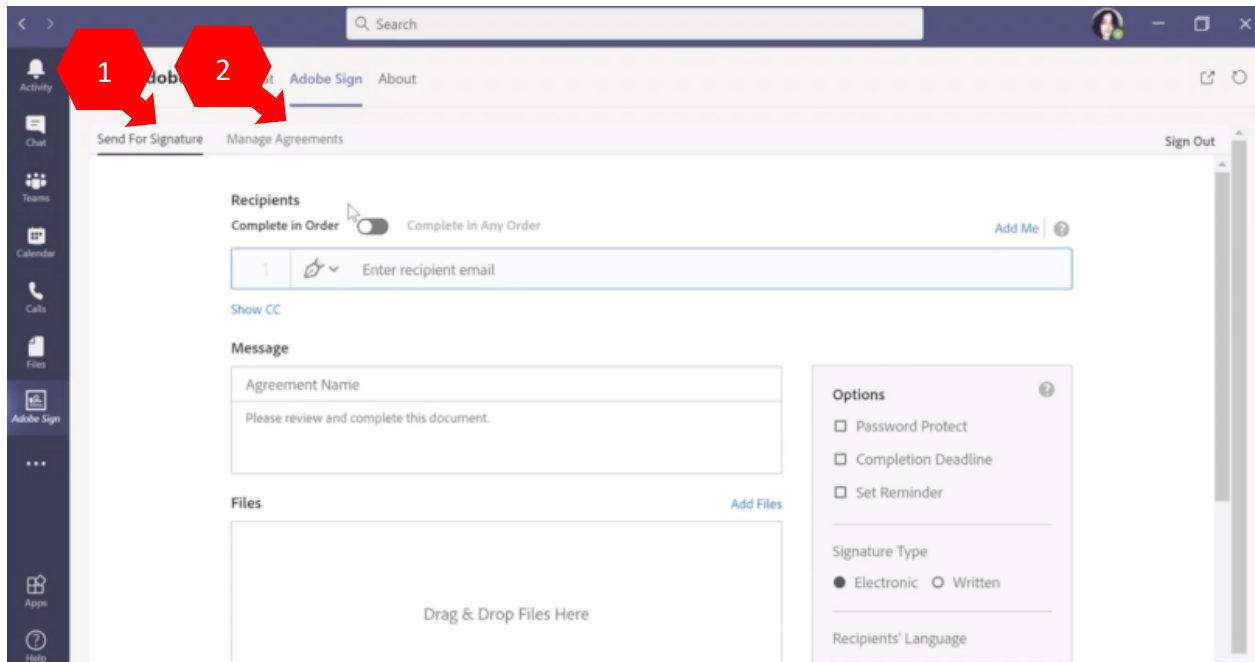 Search
Activity
1
2
Adobe Sign
About
Chat
Send For Signature
Manage Agreements
Sign Out
Teams
Recipients
Complete in Order
Complete in Any Order
Add Me
Calendar
1
Enter recipient email
Calls
Show CC
Message
Files
Agreement Name
Please review and complete this document.
Options
Password Protect
Completion Deadline
Set Reminder
Adobe Sign
Files
Add Files
Signature Type
Electronic
Written
Drag & Drop Files Here
Recipients' Language
Apps
Help